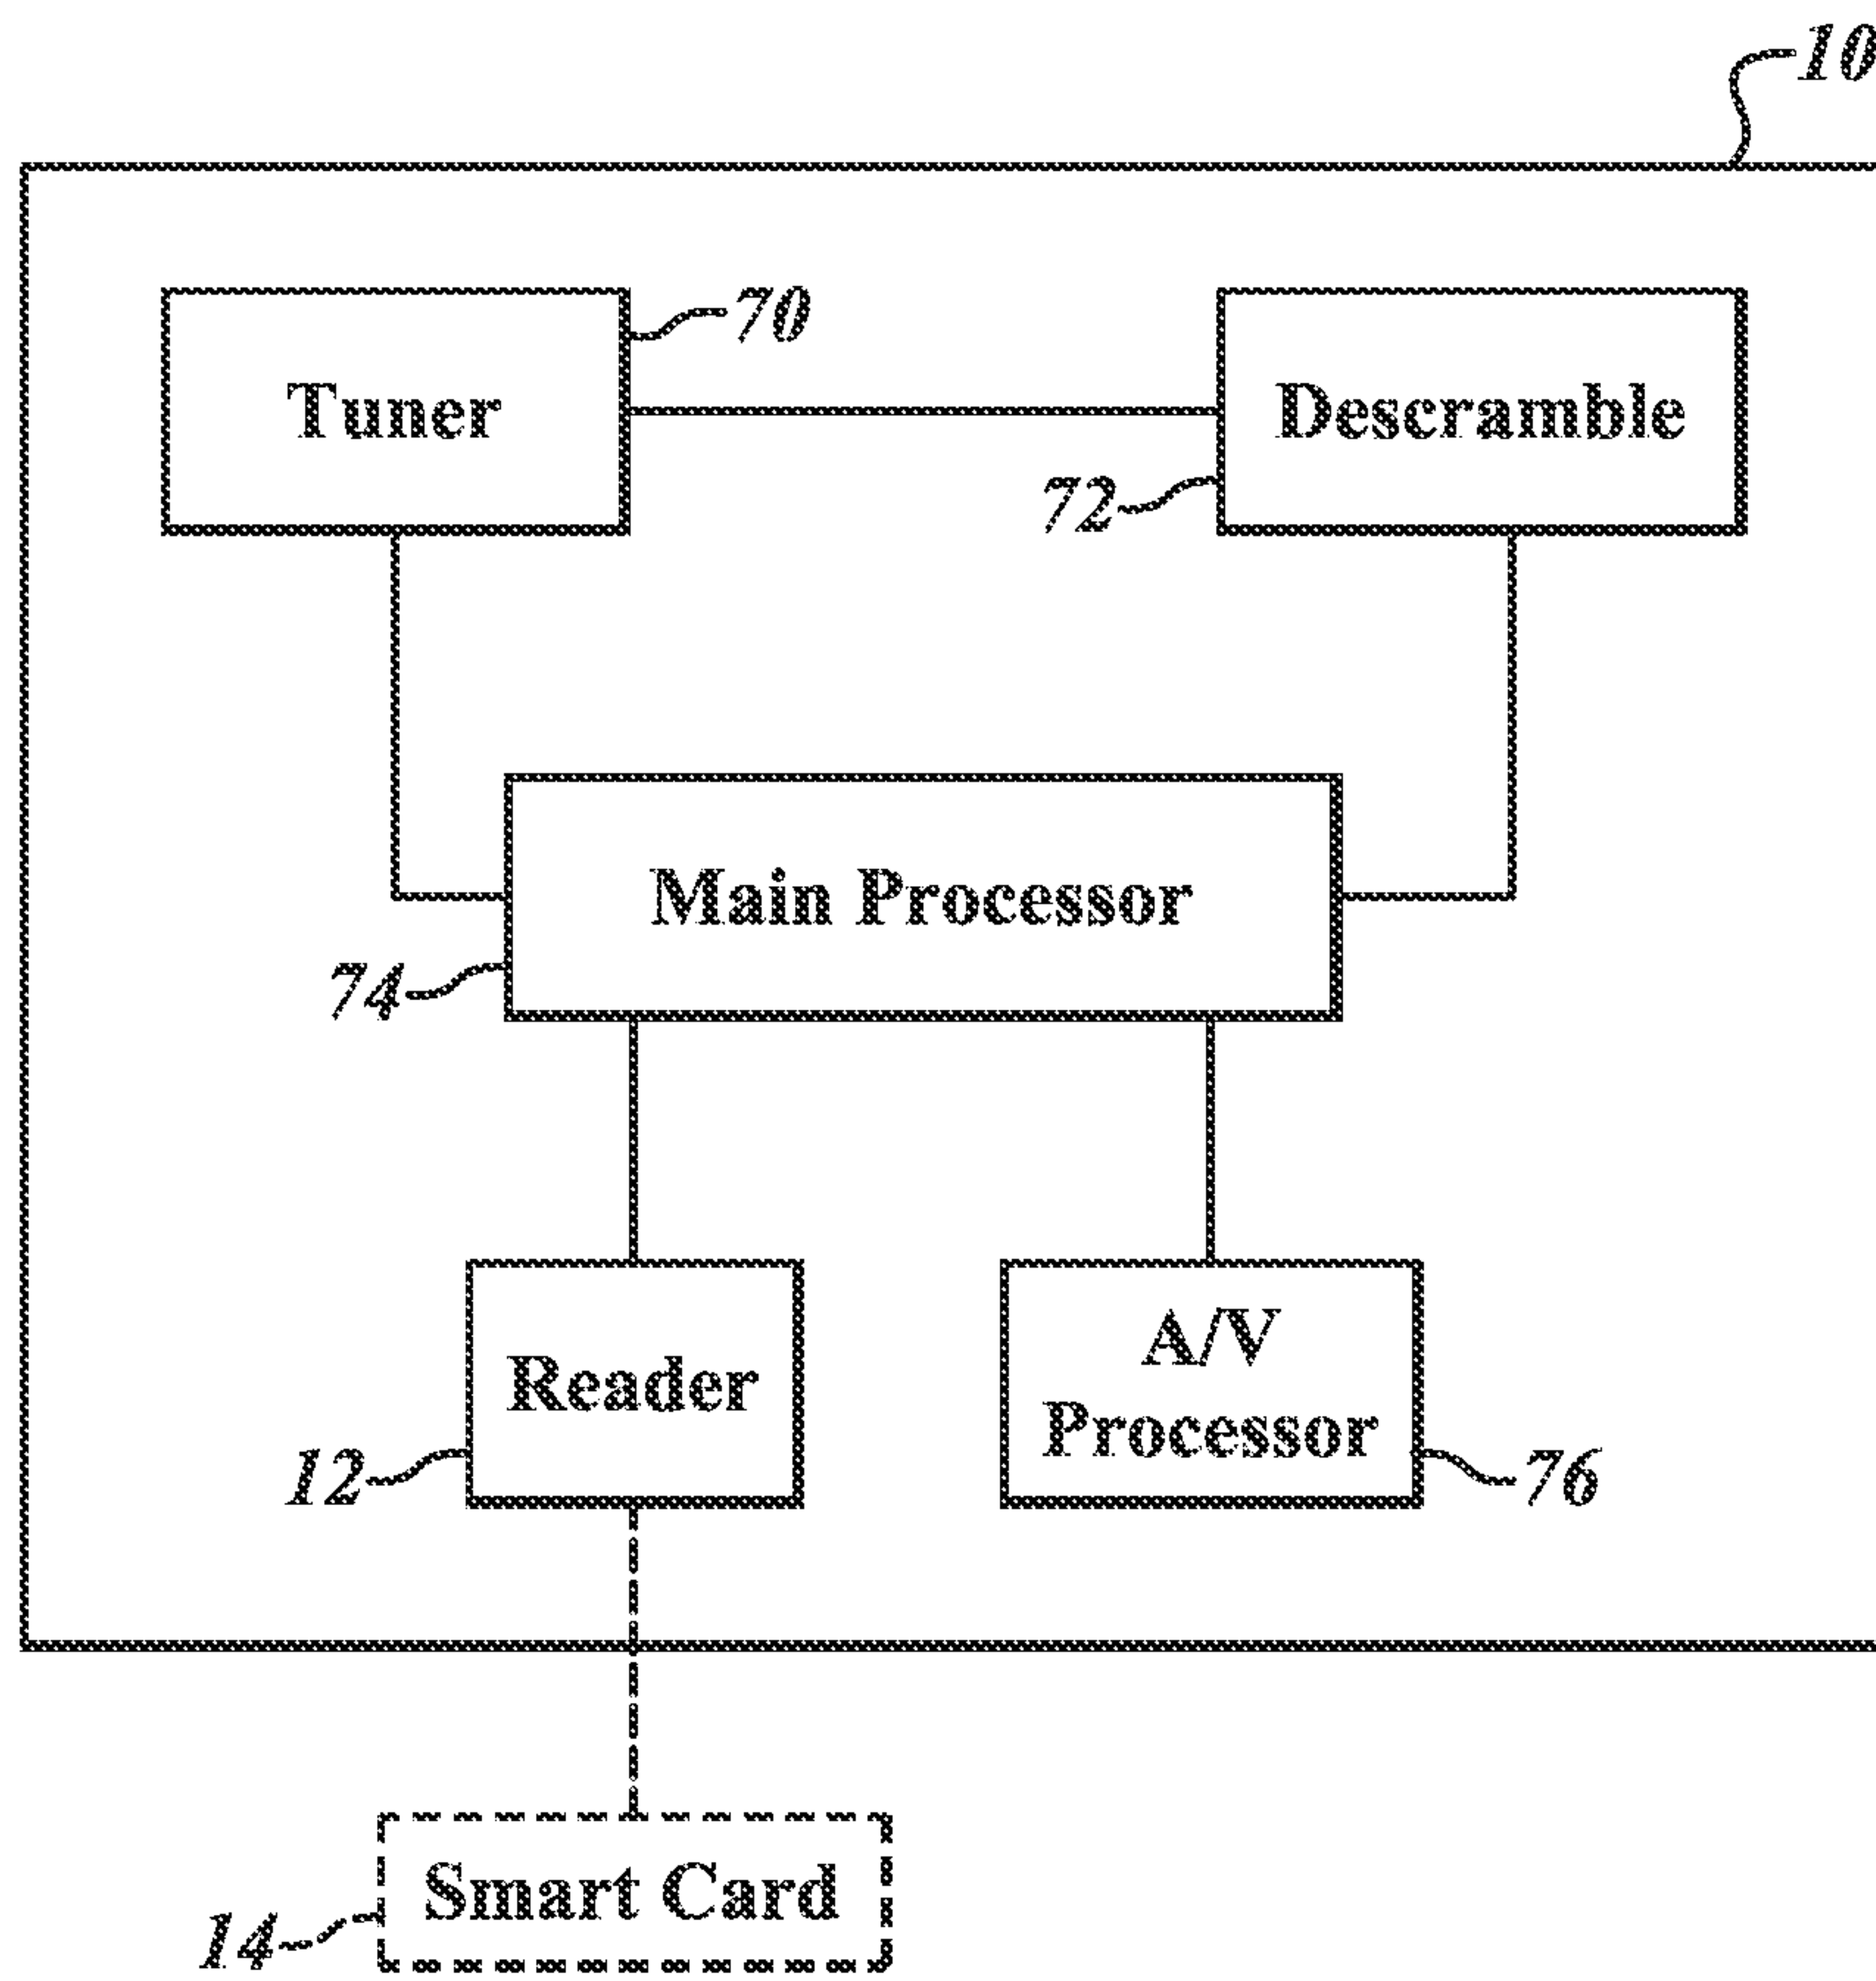 10
70
Tuner
Descramble
72
Main Processor
74
A/V
Processor
Reader
12
76
Smart Card
14